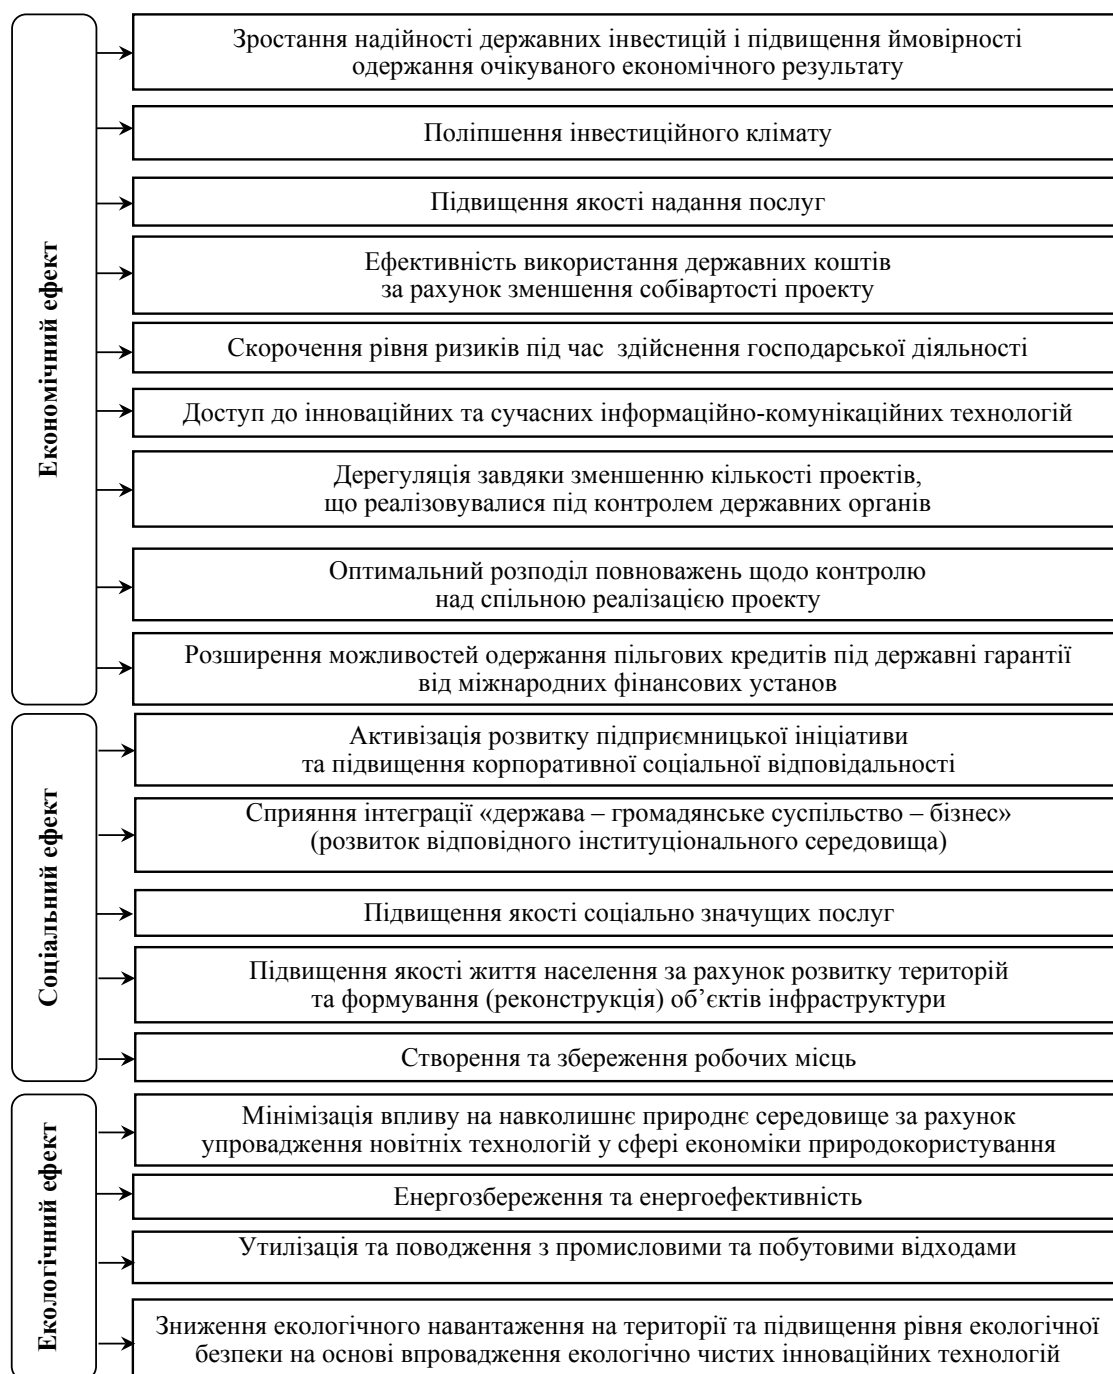 Економічний ефект
Зростання надійності державних інвестицій і підвищення ймовірності
одержання очікуваного економічного результату
Поліпшення інвестиційного клімату
Підвищення якості надання послуг
Ефективність використання державних коштів
за рахунок зменшення собівартості проекту
Скорочення рівня ризиків під час здійснення господарської діяльності
Доступ до інноваційних та сучасних інформаційно-комунікаційних технологій
Дерегуляція завдяки зменшенню кількості проектів,
що реалізовувалися під контролем державних органів
Оптимальний розподіл повноважень щодо контролю
над спільною реалізацією проекту
Розширення можливостей одержання пільгових кредитів під державні гарантії
від міжнародних фінансових установ
Соціальний ефект
Активізація розвитку підприємницької ініціативи
та підвищення корпоративної соціальної відповідальності
Сприяння інтеграції «держава – громадянське суспільство – бізнес»
(розвиток відповідного інституціонального середовища)
Підвищення якості соціально значущих послуг
Підвищення якості життя населення за рахунок розвитку територій
та формування (реконструкція) об’єктів інфраструктури
Створення та збереження робочих місць
Екологічний ефект
Мінімізація впливу на навколишнє природнє середовище за рахунок
упровадження новітніх технологій у сфері економіки природокористування
Енергозбереження та енергоефективність
Утилізація та поводження з промисловими та побутовими відходами
Зниження екологічного навантаження на території та підвищення рівня екологічної
безпеки на основі впровадження екологічно чистих інноваційних технологій